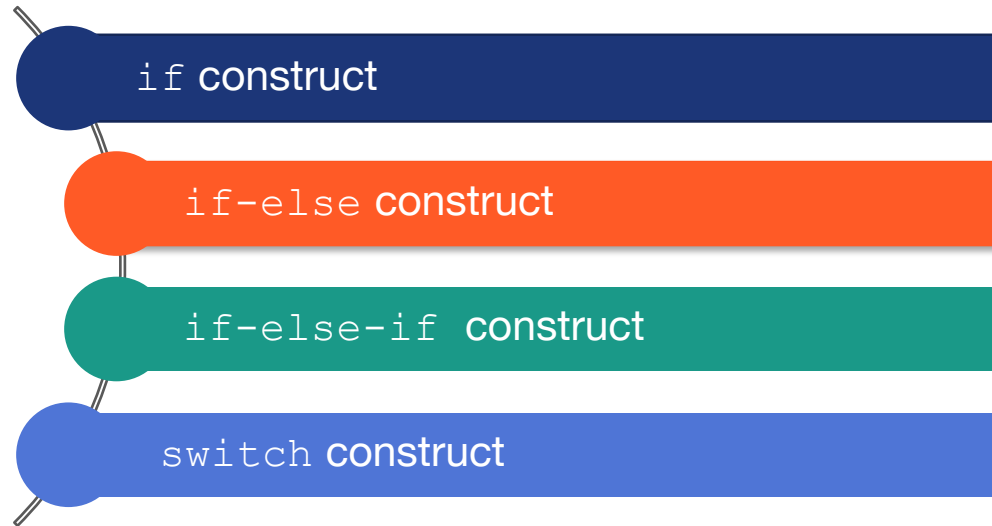 if construct
if-else construct
if-else-if construct
switch construct